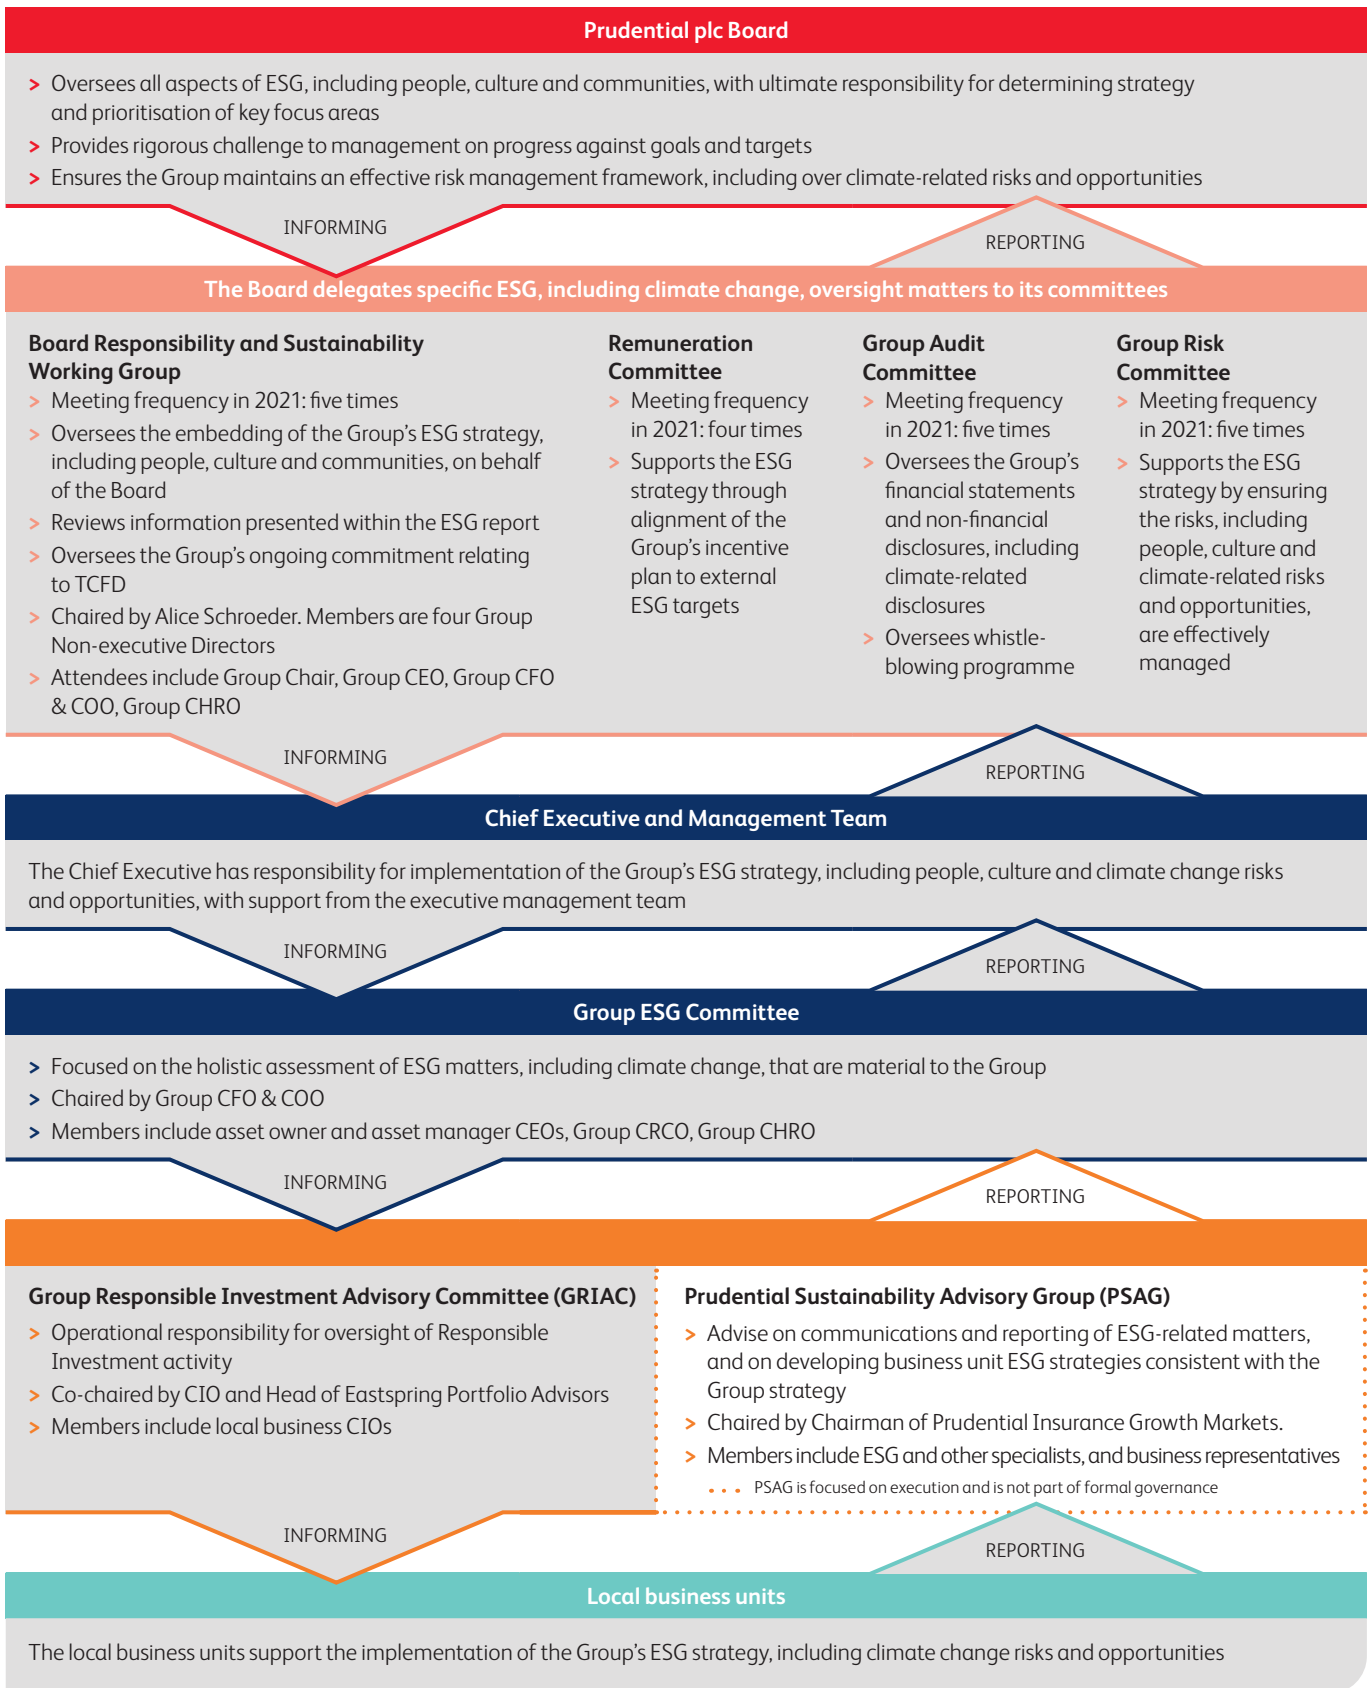 Prudential plc Board
> Oversees all aspects of ESG, including people, culture and communities, with ultimate responsibility for determining strategy
and prioritisation of key focus areas
> Provides rigorous challenge to management on progress against goals and targets
> Ensures the Group maintains an effective risk management framework, including over climate-related risks and opportunities
INFORMING
REPORTING
The Board delegates specific ESG, including climate change, oversight matters to its committees
Board Responsibility and Sustainability
Working Group
> Meeting frequency in 2021: five times
> Oversees the embedding of the Group’s ESG strategy,
including people, culture and communities, on behalf
of the Board
> Reviews information presented within the ESG report
> Oversees the Group’s ongoing commitment relating
to TCFD
> Chaired by Alice Schroeder. Members are four Group
Non-executive Directors
> Attendees include Group Chair, Group CEO, Group CFO
& COO, Group CHRO
Remuneration
Committee
> Meeting frequency
in 2021: four times
> Supports the ESG
strategy through
alignment of the
Group’s incentive
plan to external
ESG targets
Group Audit
Committee
> Meeting frequency
in 2021: five times
> Oversees the Group’s
financial statements
and non-financial
disclosures, including
climate-related
disclosures
> Oversees whistle-
blowing programme
Group Risk
Committee
> Meeting frequency
in 2021: five times
> Supports the ESG
strategy by ensuring
the risks, including
people, culture and
climate-related risks
and opportunities,
are effectively
managed
INFORMING
REPORTING
Chief Executive and Management Team
The Chief Executive has responsibility for implementation of the Group’s ESG strategy, including people, culture and climate change risks
and opportunities, with support from the executive management team
INFORMING
REPORTING
Group ESG Committee
> Focused on the holistic assessment of ESG matters, including climate change, that are material to the Group
> Chaired by Group CFO & COO
> Members include asset owner and asset manager CEOs, Group CRCO, Group CHRO
INFORMING
REPORTING
Group Responsible Investment Advisory Committee (GRIAC)
> Operational responsibility for oversight of Responsible
Investment activity
> Co-chaired by CIO and Head of Eastspring Portfolio Advisors
> Members include local business CIOs
Prudential Sustainability Advisory Group (PSAG)
> Advise on communications and reporting of ESG-related matters,
and on developing business unit ESG strategies consistent with the
Group strategy
> Chaired by Chairman of Prudential Insurance Growth Markets.
> Members include ESG and other specialists, and business representatives
PSAG is focused on execution and is not part of formal governance
INFORMING
REPORTING
Local business units
The local business units support the implementation of the Group’s ESG strategy, including climate change risks and opportunities